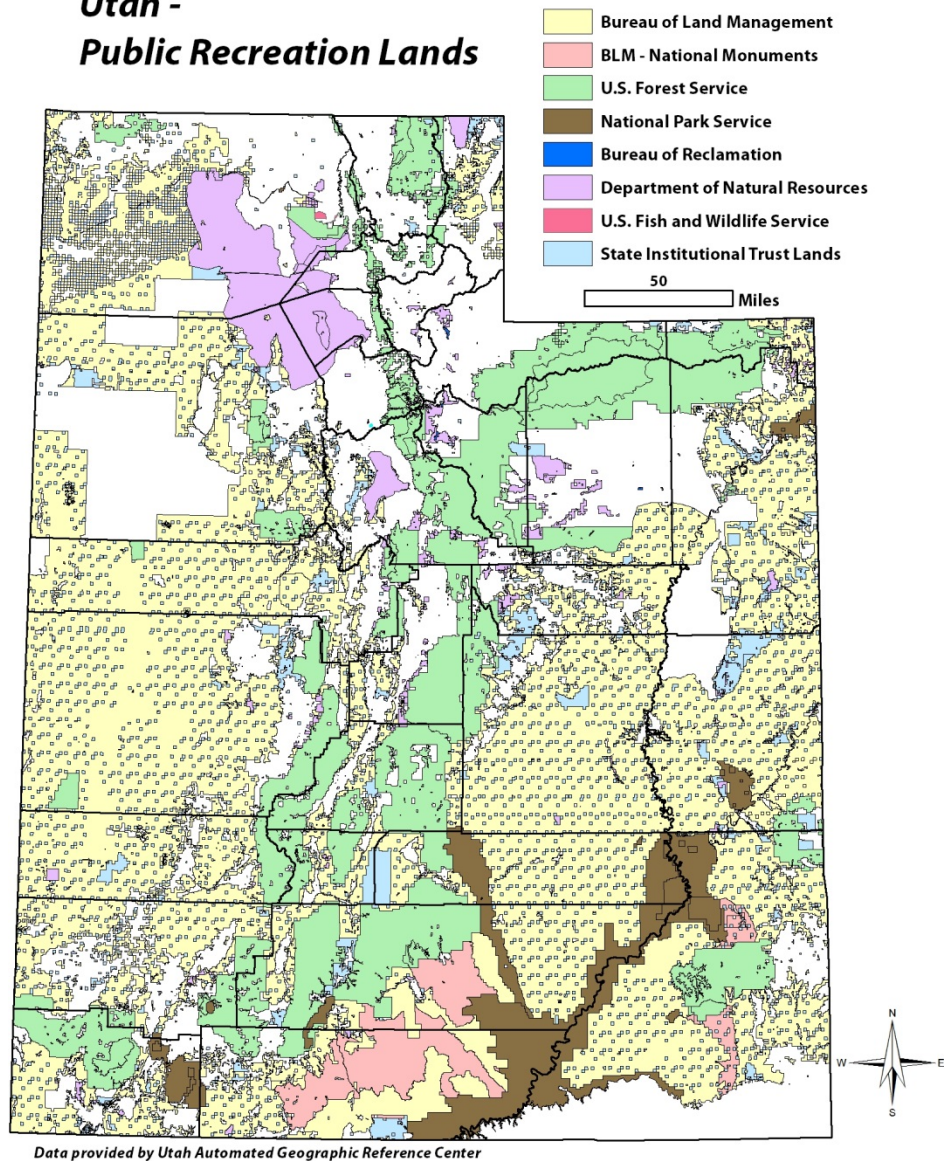 Utah -
Public Recreation Lands
Bureau of Land Management
BLM - National Monuments
U.S. Forest Service
National Park Service
Bureau of Reclamation
Department of Natural Resources
U.S. Fish and Wildlife Service
State Institutional Trust Lands
50
Miles
N
W
E
S
Data provided by Utah Automated Geographic Reference Center